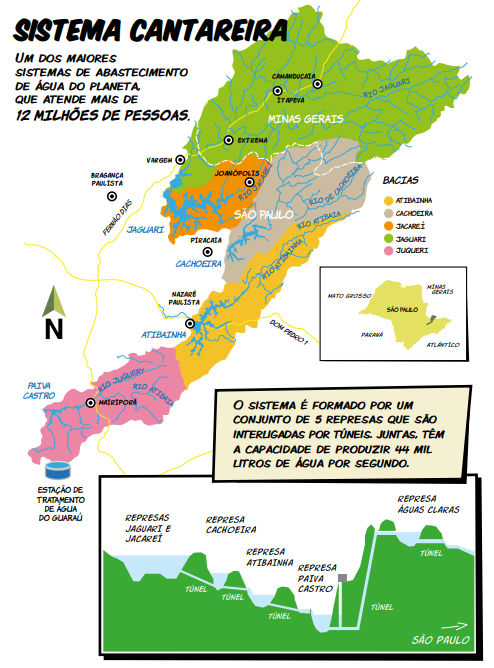 SISTEMA CANTAREIRA
UM DOS MAIORES
SISTEMAS DE ABASTECIMENTO
DE ÁGUA DO PLANETA,
QUE ATENDE MAIS DE
12 MILHÕES DE PESSOAS.
CAMANDUCAIA
ITAPEVA
RIO JAGUARI
MINAS GERAIS
EXTREMA
VARGEM
JOANÓPOLIS
BRAGANÇA
PAULISTA
RIO JACAREÍ
RIO DE CACHOEIRA
FERNÃO DIAS
JAGUARI
SÃO PAULO
RIO ATIBAIA
PIRACAIA
CACHOEIRA
RIO ATIBAINHA
NAZARÉ
PAULISTA
ATIBAINHA
DOM PEDRO I
N
PAIVA
CASTRO
RIO JUQUERY
RIO ATIBAIA
MAIRIPORÃ
ESTAÇÃO DE
TRATAMENTO
DE ÁGUA
DO GUARAÚ
BACIAS
ATIBAINHA
CACHOEIRA
JACAREÍ
JAGUARI
JUQUERI
MATO GROSSO
MINAS
GERAIS
SÃO PAULO
PARANÁ
ATLÂNTICO
O SISTEMA É FORMADO POR UM
CONJUNTO DE 5 REPRESAS QUE SÃO
INTERLIGADAS POR TÚNEIS. JUNTAS, TÊM
A CAPACIDADE DE PRODUZIR 44 MIL
LITROS DE ÁGUA POR SEGUNDO.
REPRESAS
JAGUARI E
JACAREÍ
REPRESA
CACHOEIRA
REPRESA
ATIBAINHA
REPRESA
PAIVA
CASTRO
REPRESA
ÁGUAS CLARAS
TÚNEL
TÚNEL
TÚNEL
TÚNEL
TÚNEL
SÃO PAULO